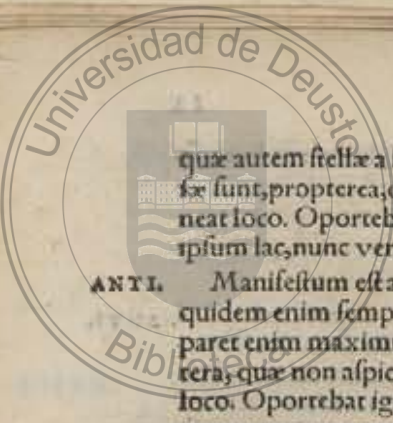 Universidad de Deusto
Biblioteca
quæ autem stellæ a
sæ sunt, propterea,
neat loco. Oporteb
ipsum lac, nunc ver
ANTI.
Manifestum est a
quidem enim semp
paret enim maxim
tera, quæ non aspic
loco. Oportebat ig